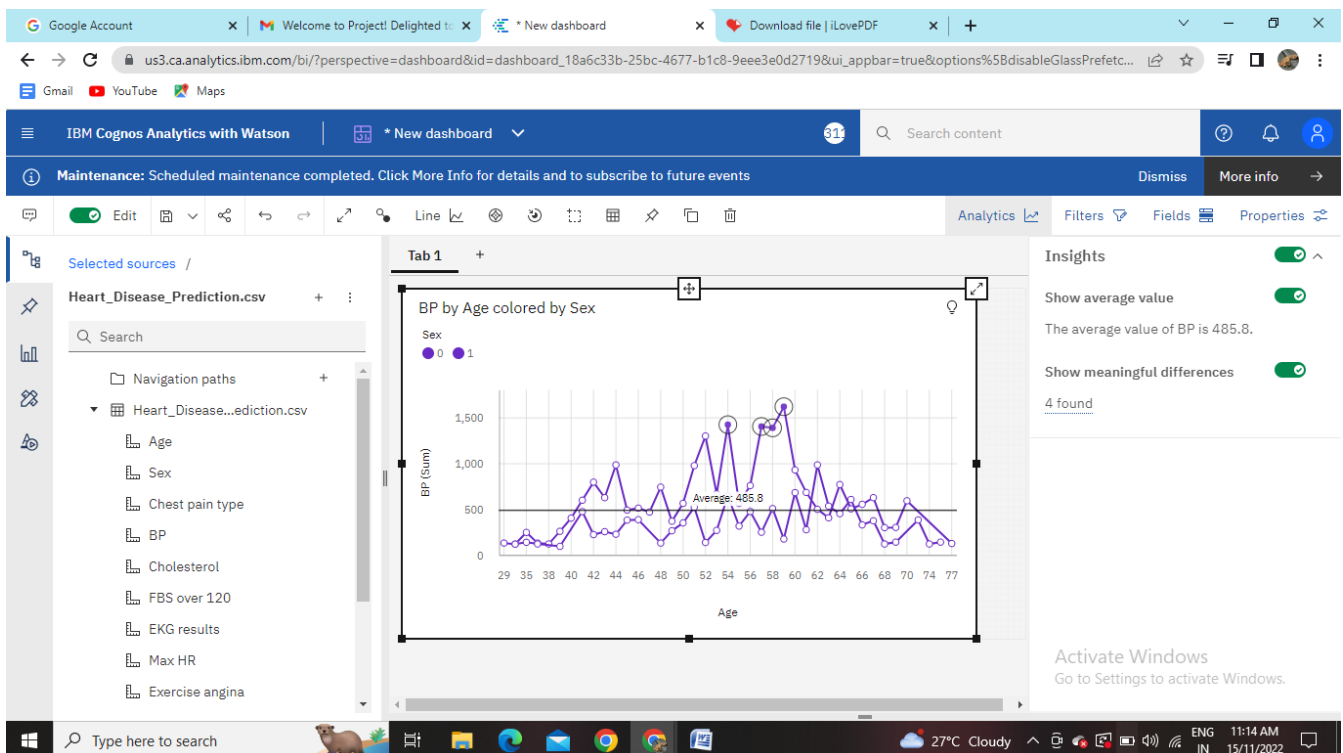 Google Account
Welcome to Project! Delighted to
* New dashboard
Download file | iLovePDF
us3.ca.analytics.ibm.com/bi/?perspective=dashboard&id=dashboard_18a6c33b-25bc-4677-b1c8-9eee3e0d2719&ui_appbar=true&options%5BdisableGlassPrefetc...
Gmail YouTube Maps
IBM Cognos Analytics with Watson
* New dashboard
311
Search content
Maintenance: Scheduled maintenance completed. Click More Info for details and to subscribe to future events
Dismiss
More info
Edit
Line
Analytics
Filters
Fields
Properties
Selected sources /
Heart_Disease_Prediction.csv
Search
Navigation paths
Heart_Disease...ediction.csv
Age
Sex
Chest pain type
BP
Cholesterol
FBS over 120
EKG results
Max HR
Exercise angina
Tab 1
BP by Age colored by Sex
Sex
0 1
BP (Sum)
1,500
1,000
500
0
Average: 485.8
29 35 38 40 42 44 46 48 50 52 54 56 58 60 62 64 66 68 70 74 77
Age
Insights
Show average value
The average value of BP is 485.8.
Show meaningful differences
4 found
Activate Windows
Go to Settings to activate Windows.
Type here to search
27°C Cloudy
ENG
IN
11:14 AM
15/11/2022